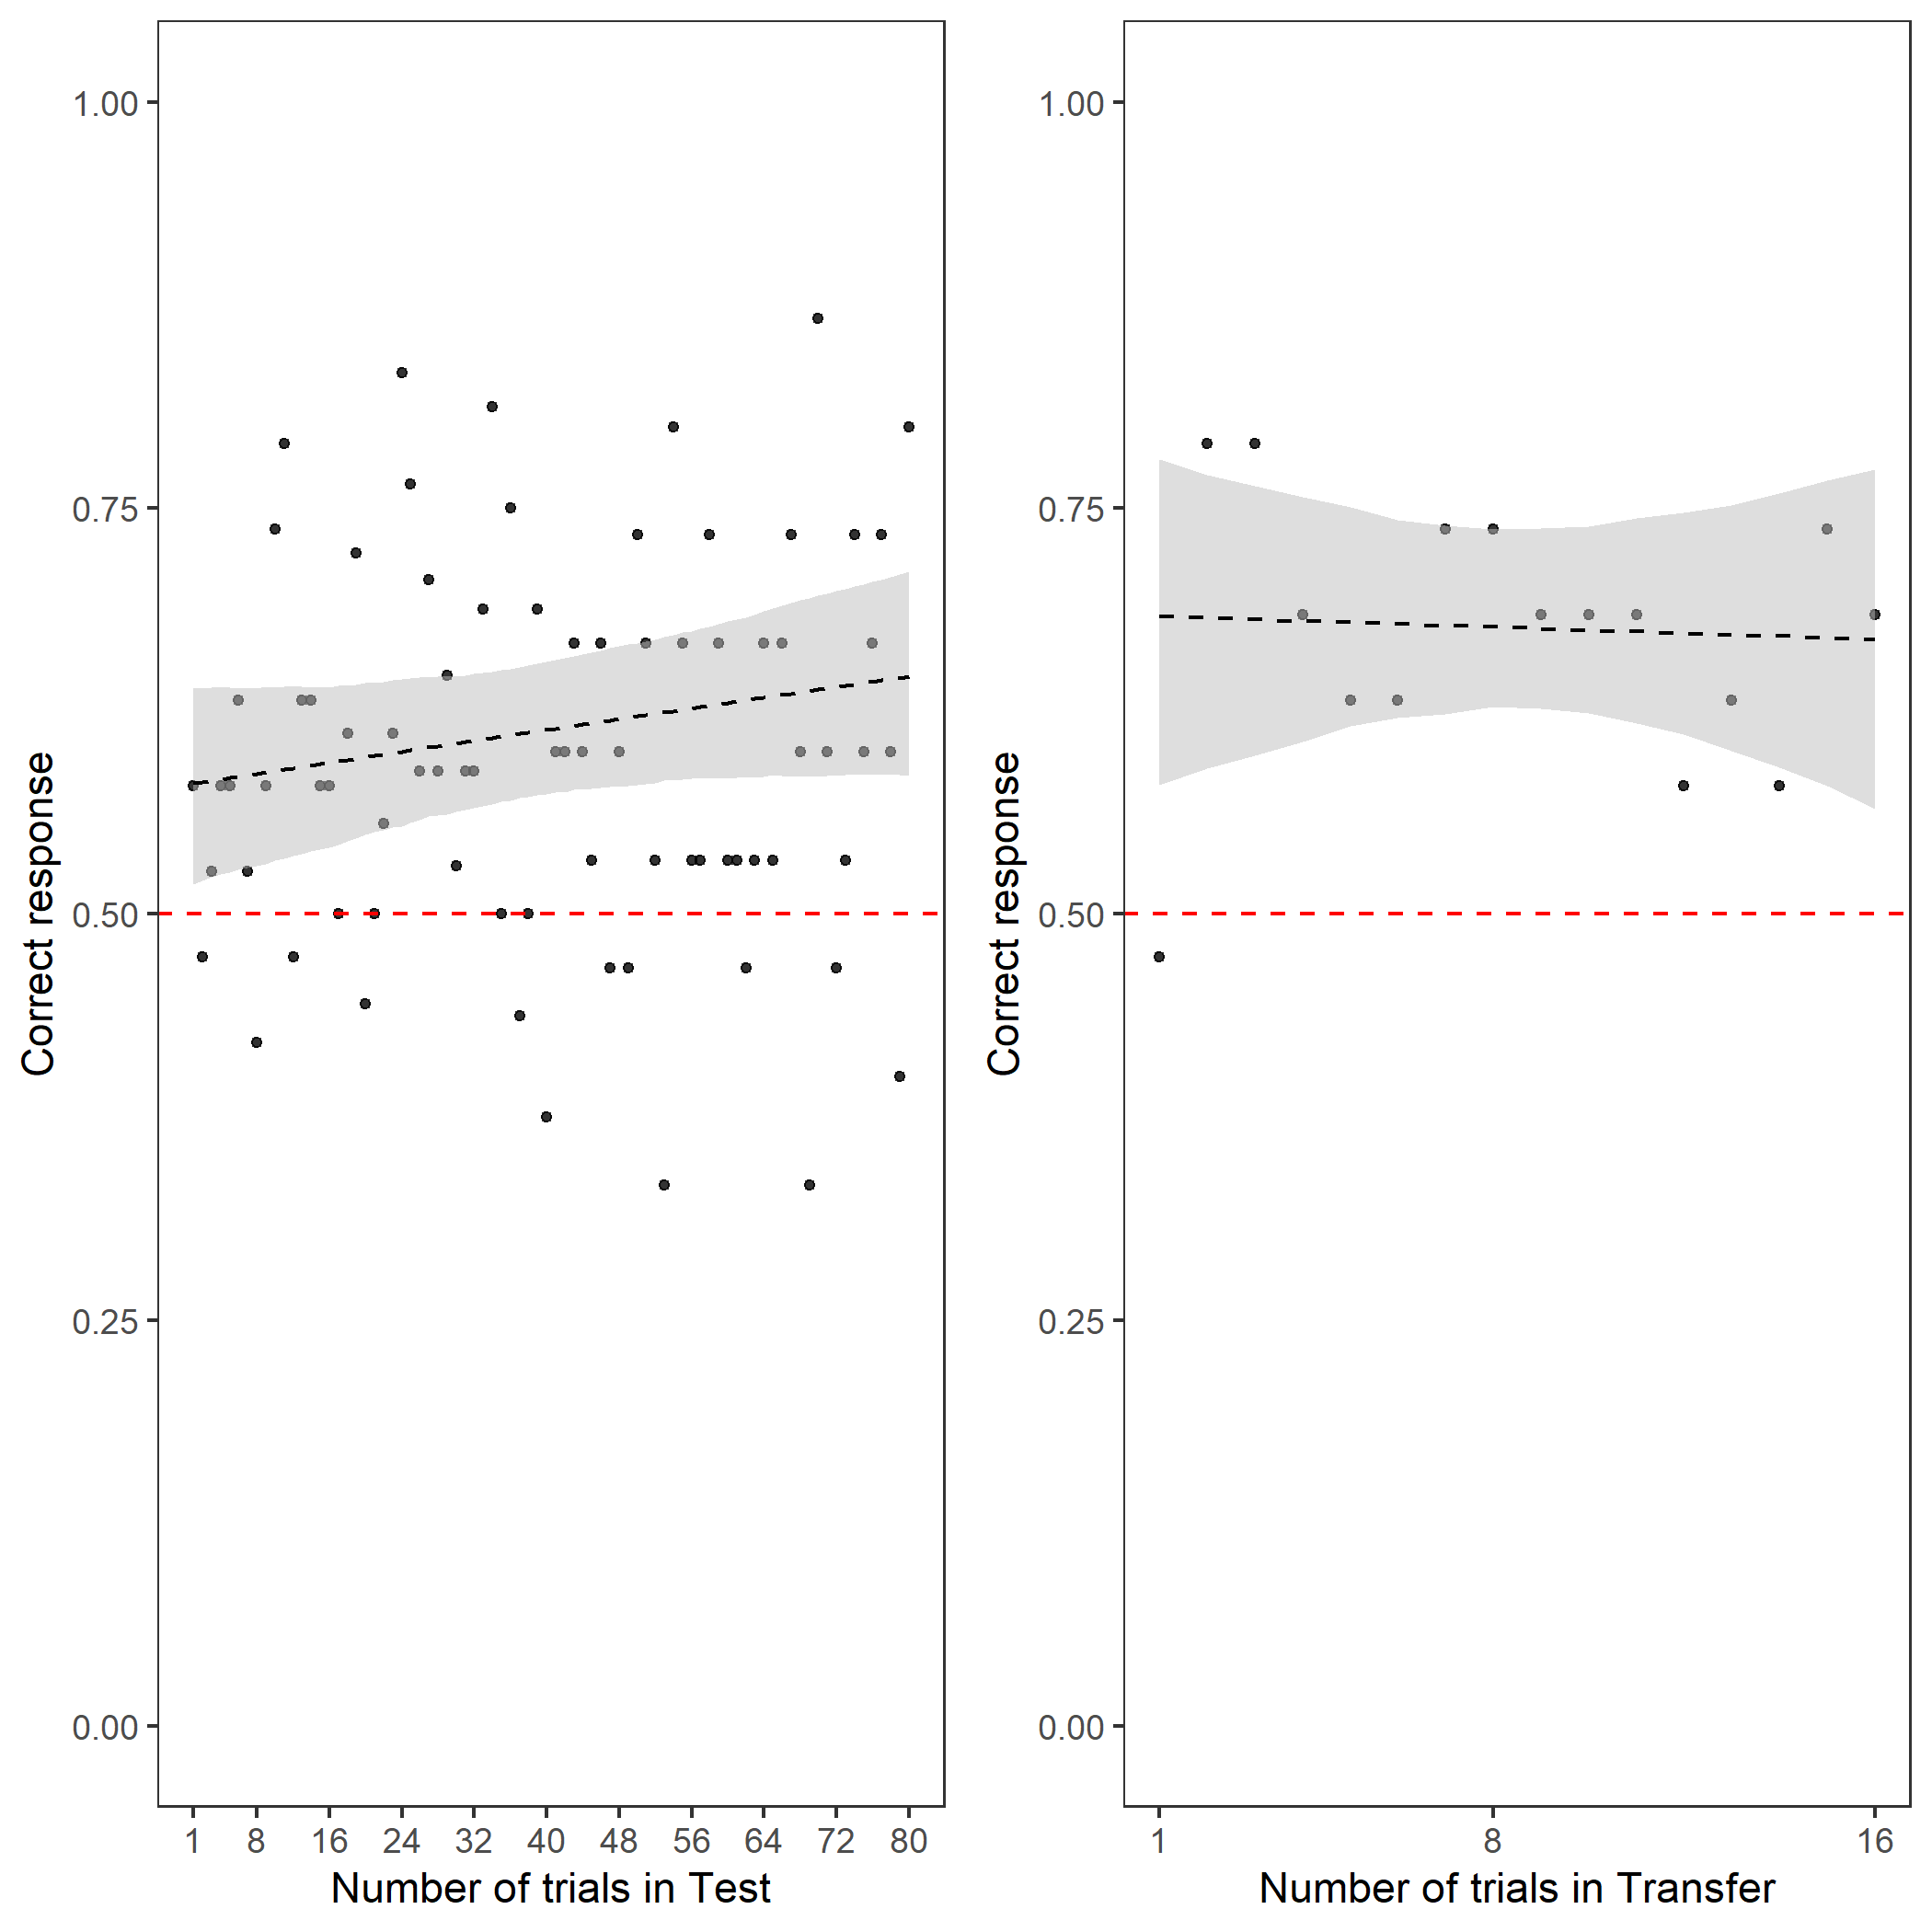 Correct response
1.00
0.75
0.50
0.25
0.00
1 8 16 24 32 40 48 56 64 72 80
Number of trials in Test
Correct response
1.00
0.75
0.50
0.25
0.00
1 8 16
Number of trials in Transfer